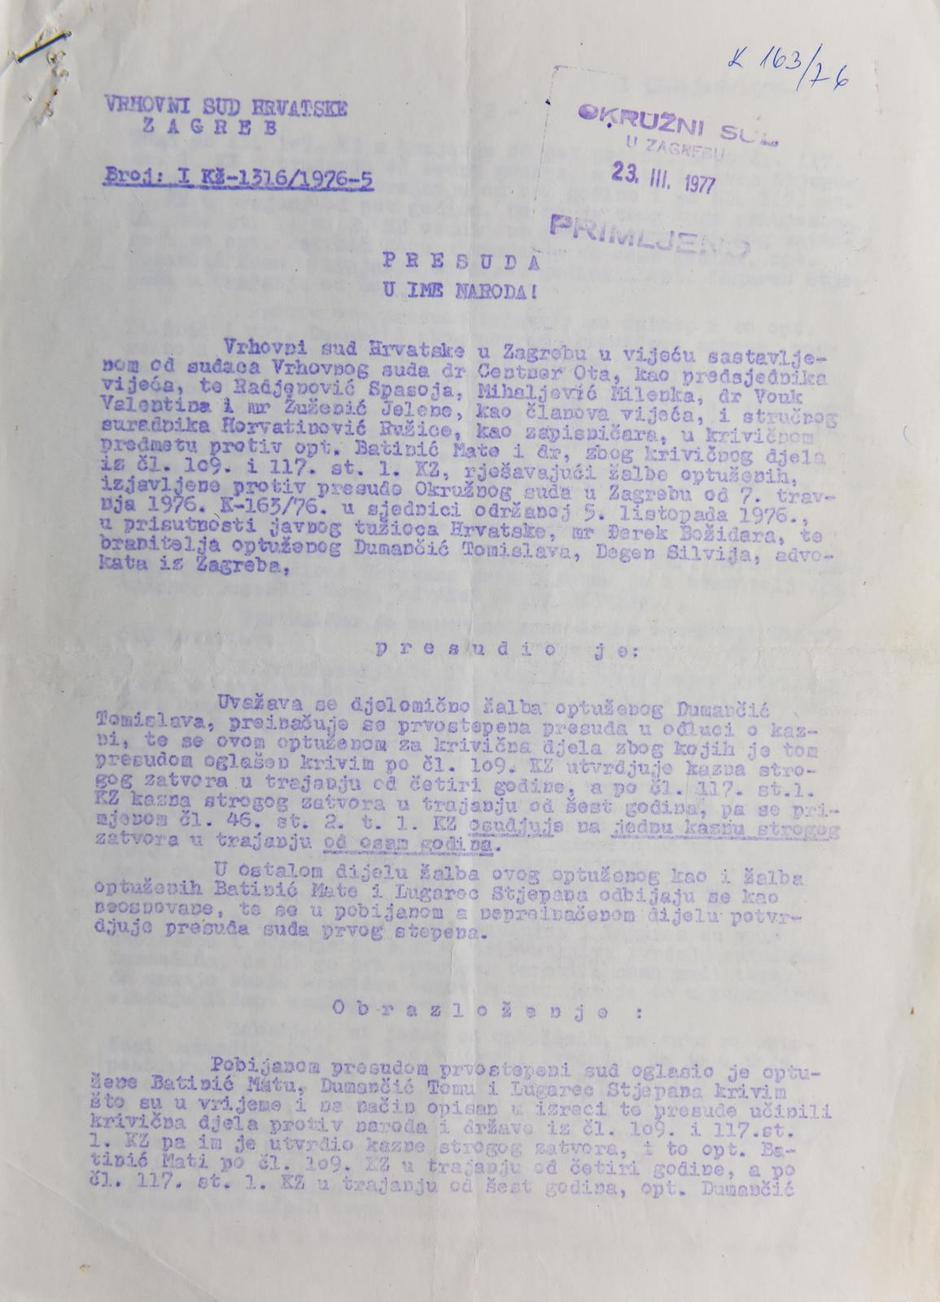 K 163/76
VRHOVNI SUD HRVATSKE
Z A G R E B
Broj: I Kž-1316/1976-5
OKRUŽNI SUD
U ZAGREBU
23. III. 1977
PRIMLJENO
P R E S U D A
U IME NARODA!
Vrhovni sud Hrvatske u Zagrebu u vijeću sastavlje-
nom od sudaca Vrhovnog suda dr Centner Ota, kao predsjednika
vijeća, te Radjenović Spasoja, Mihaljević Milenka, dr Vouk
Valentina i mr Žuženić Jelene, kao članova vijeća, i stručnog
suradnika Horvatinović Ružice, kao zapisničara, u krivičnom
predmetu protiv opt. Batinić Mate i dr, zbog krivičnog djela
iz čl. 109. i 117. st. 1. KZ, rješavajući žalbe optuženih,
izjavljene protiv presude Okružnog suda u Zagrebu od 7. trav-
nja 1976. K-163/76. u sjednici održanoj 5. listopada 1976.,
u prisutnosti javnog tužioca Hrvatske, mr Đerek Božidara, te
branitelja optuženog Dumančić Tomislava, Degen Silvija, advo-
kata iz Zagreba,
p r e s u d i o   j e:
Uvažava se djelomično žalba optuženog Dumančić
Tomislava, preinačuje se prvostepena presuda u odluci o kaz-
ni, te se ovom optuženom za krivična djela zbog kojih je tom
presudom oglašen krivim po čl. 109. KZ utvrdjuje kazna stro-
gog zatvora u trajanju od četiri godine, a po čl. 117. st.1.
KZ kazna strogog zatvora u trajanju od šest godina, pa se pri-
mjenom čl. 46. st. 2. t. 1. KZ osudjuje na jednu kaznu strogog
zatvora u trajanju od osam godina.
U ostalom dijelu žalba ovog optuženog kao i žalba
optuženih Batinić Mate i Lugarec Stjepana odbijaju se kao
neosnovane, te se u pobijanom a nepreinačenom dijelu potvr-
djuje presuda suda prvog stepena.
O b r a z l o ž e n j e :
Pobijanom presudom prvostepeni sud oglasio je optu-
žene Batinić Matu, Dumančić Tomu i Lugarec Stjepana krivim
što su u vrijeme i na način opisan u izreci te presude učinili
krivična djela protiv naroda i države iz čl. 109. i 117.st.
1. KZ pa im je utvrdio kazne strogog zatvora, i to opt. Ba-
tinić Mati po čl. 109. KZ u trajanju od četiri godine, a po
čl. 117. st. 1. KZ u trajanju od šest godina, opt. Dumančić